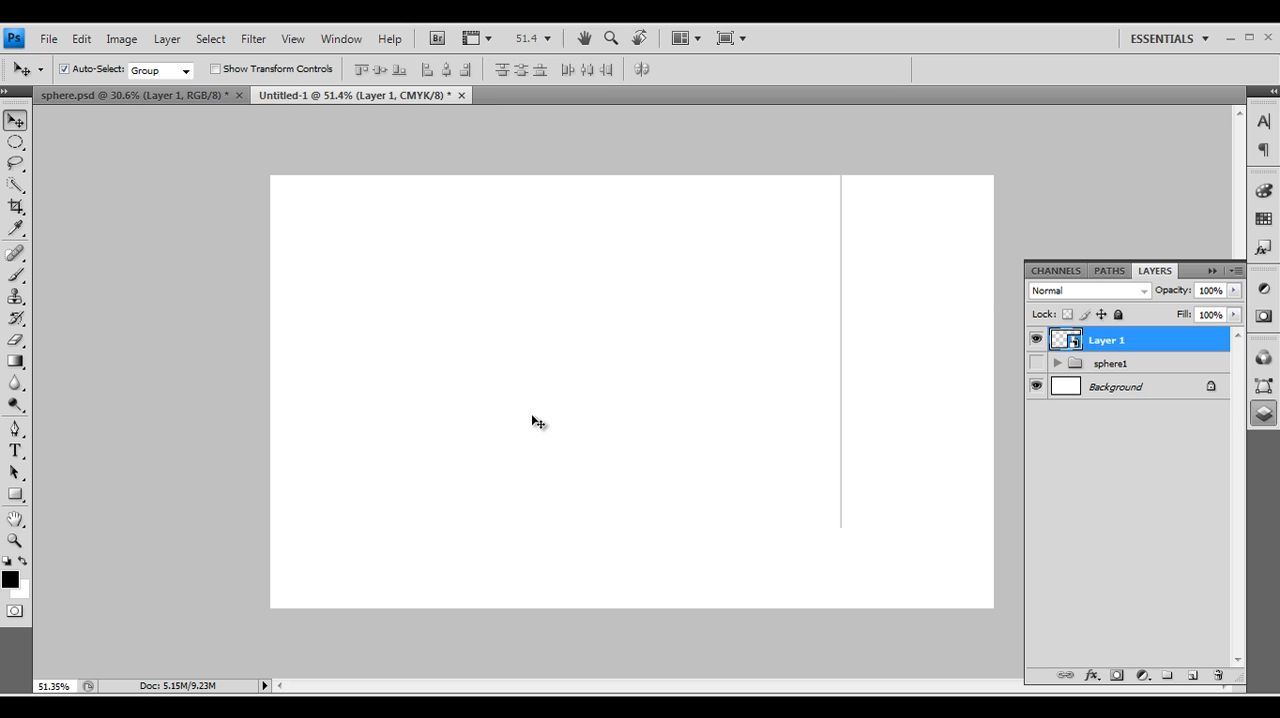 Ps File Edit Image Layer Select Filter View Window Help Br 51.4 ESSENTIALS
Auto-Select: Group Show Transform Controls
sphere.psd @ 30.6% (Layer 1, RGB/8) * Untitled-1 @ 51.4% (Layer 1, CMYK/8) *
CHANNELS PATHS LAYERS
Normal Opacity: 100%
Lock: Fill: 100%
Layer 1
sphere1
Background
51.35% Doc: 5.15M/9.23M